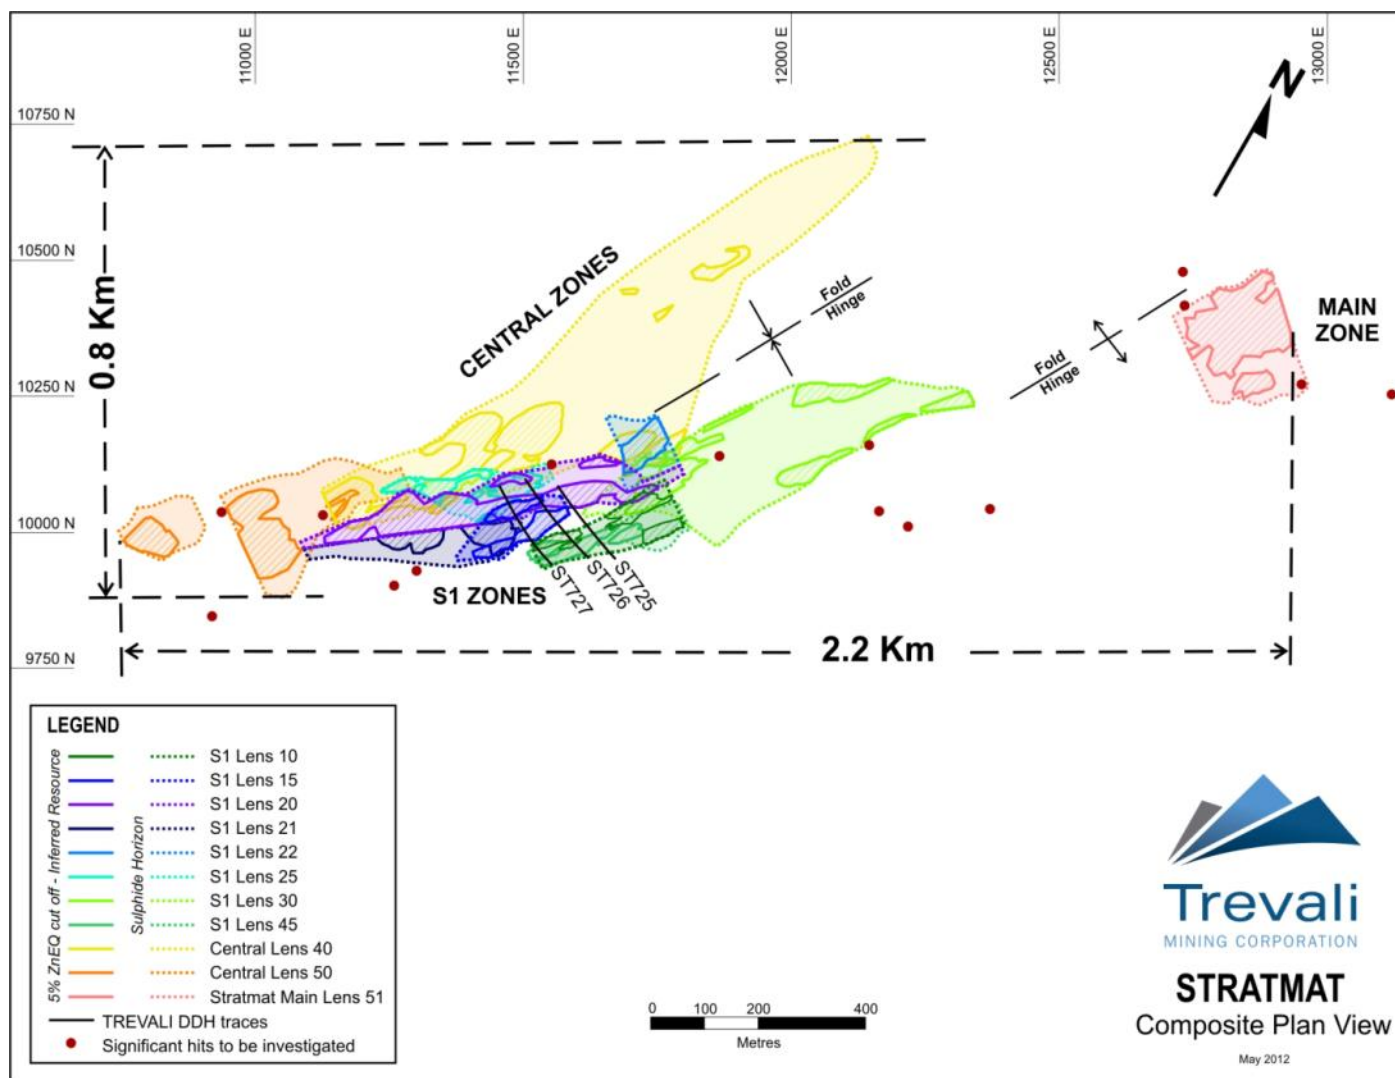 11000 E
11500 E
12000 E
12500 E
13000 E
N
10750 N
10500 N
10250 N
10000 N
9750 N
0.8 Km
CENTRAL ZONES
Fold
Hinge
Fold
Hinge
MAIN
ZONE
S1 ZONES
ST727
ST726
ST725
2.2 Km
LEGEND
5% ZnEQ cut off - Inferred Resource
Sulphide Horizon
S1 Lens 10
S1 Lens 15
S1 Lens 20
S1 Lens 21
S1 Lens 22
S1 Lens 25
S1 Lens 30
S1 Lens 45
Central Lens 40
Central Lens 50
Stratmat Main Lens 51
TREVALI DDH traces
Significant hits to be investigated
0 100 200 400
Metres
Trevali
MINING CORPORATION
STRATMAT
Composite Plan View
May 2012